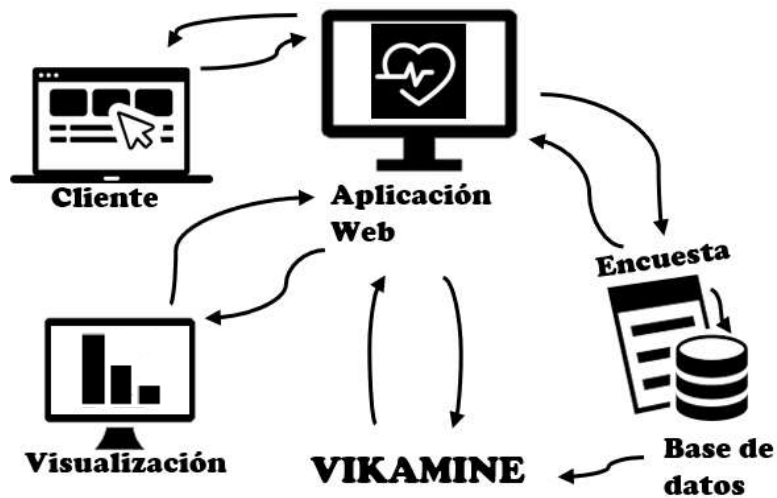 Cliente
Aplicación
Web
Encuesta
Visualización
VIKAMINE
Base de
datos